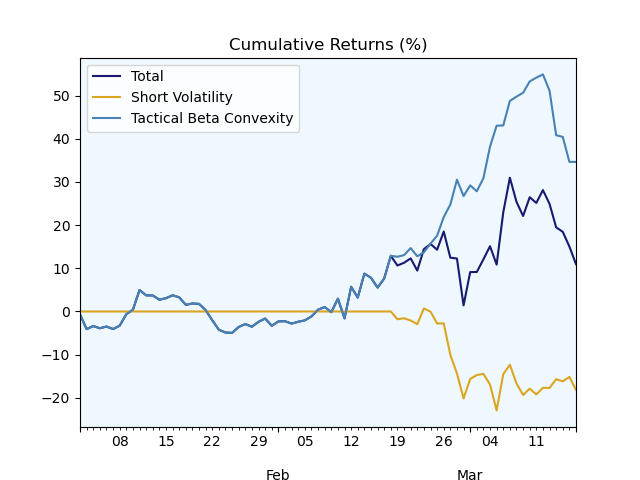 Cumulative Returns (%)
Total
Short Volatility
Tactical Beta Convexity
50
40
30
20
10
0
−10
−20
08 15 22 29 05 12 19 26 04 11
Feb Mar